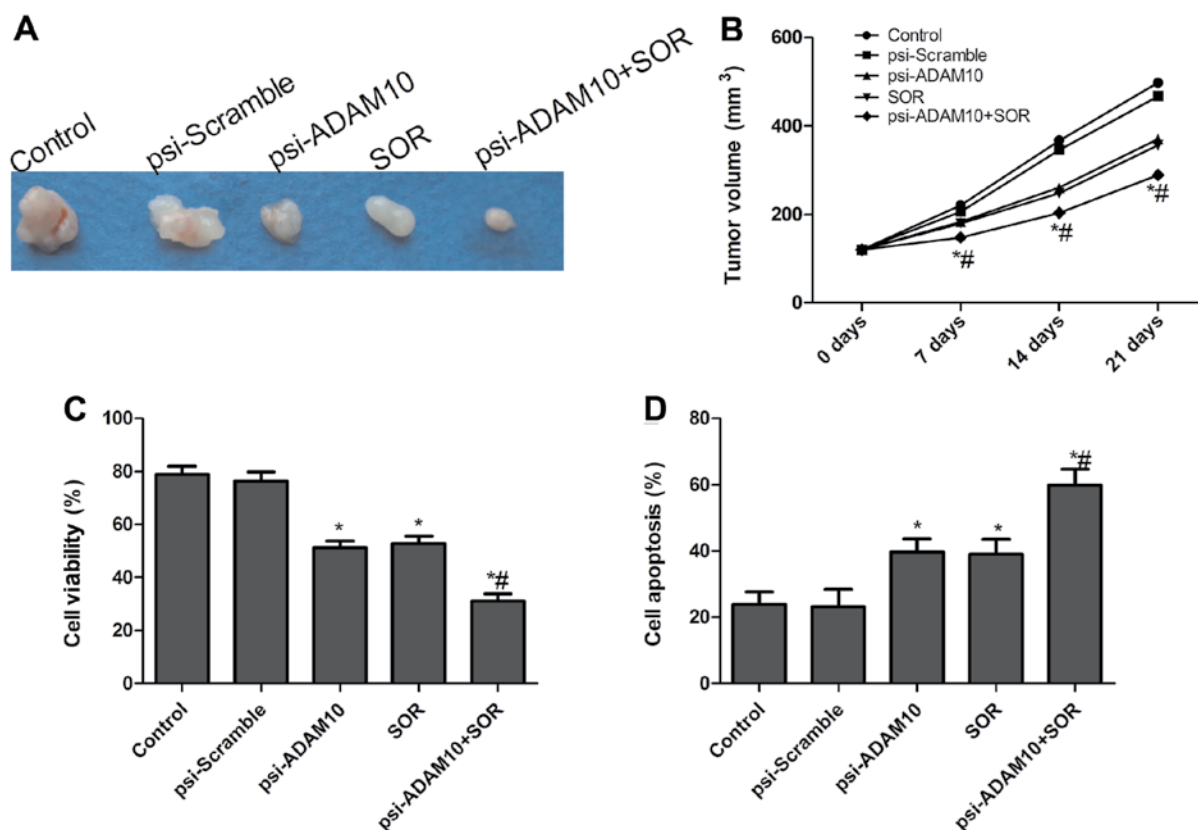 A
Control
psi-Scramble
psi-ADAM10
SOR
psi-ADAM10+SOR
B
Tumor volume (mm³)
600
400
200
0
Control
psi-Scramble
psi-ADAM10
SOR
psi-ADAM10+SOR
*#
*#
*#
0 days
7 days
14 days
21 days
C
Cell viability (%)
100
80
60
40
20
0
*
*
*#
Control
psi-Scramble
psi-ADAM10
SOR
psi-ADAM10+SOR
D
Cell apoptosis (%)
80
60
40
20
0
*
*
*#
Control
psi-Scramble
psi-ADAM10
SOR
psi-ADAM10+SOR